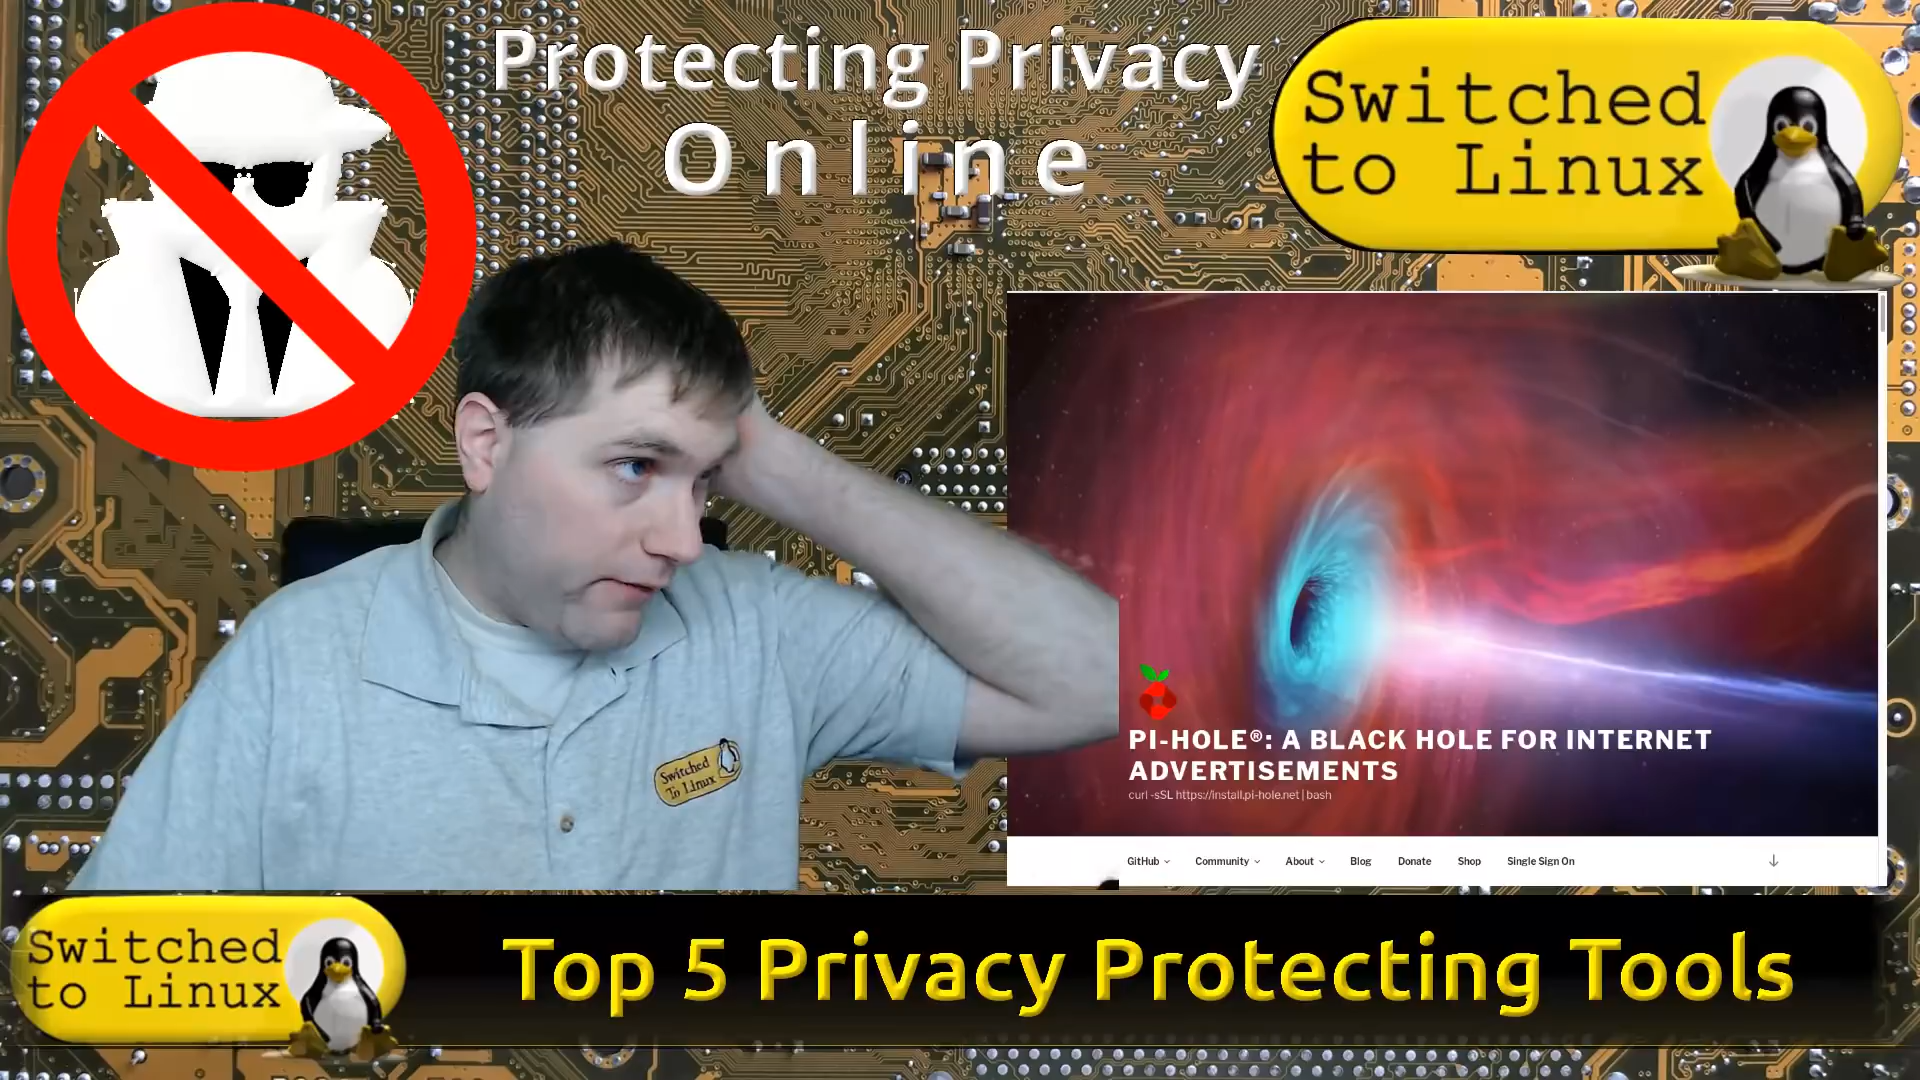 Protecting Privacy
Online
Switched
to Linux
Switched
To Linux
PI-HOLE®: A BLACK HOLE FOR INTERNET
ADVERTISEMENTS
curl -sSL https://install.pi-hole.net | bash
GitHub Community About Blog Donate Shop Single Sign On
Switched
to Linux
Top 5 Privacy Protecting Tools